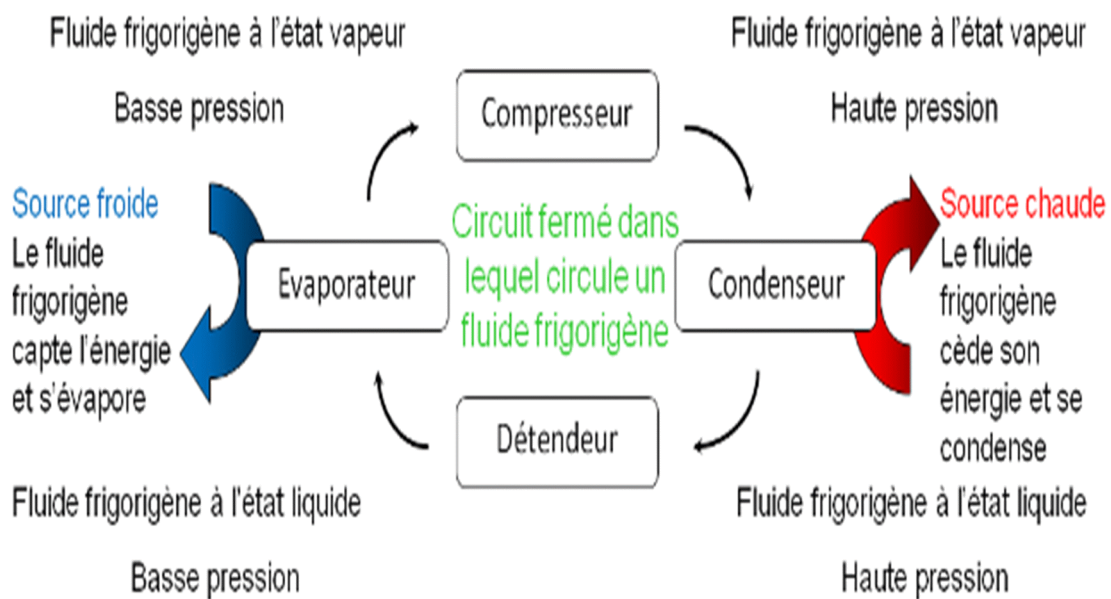 Fluide frigorigène à l'état vapeur
Basse pression
Fluide frigorigène à l'état vapeur
Haute pression
Compresseur
Source froide
Le fluide
frigorigène
capte l'énergie
et s'évapore
Evaporateur
Circuit fermé dans
lequel circule un
fluide frigorigène
Condenseur
Source chaude
Le fluide
frigorigène
cède son
énergie et se
condense
Détendeur
Fluide frigorigène à l'état liquide
Basse pression
Fluide frigorigène à l'état liquide
Haute pression